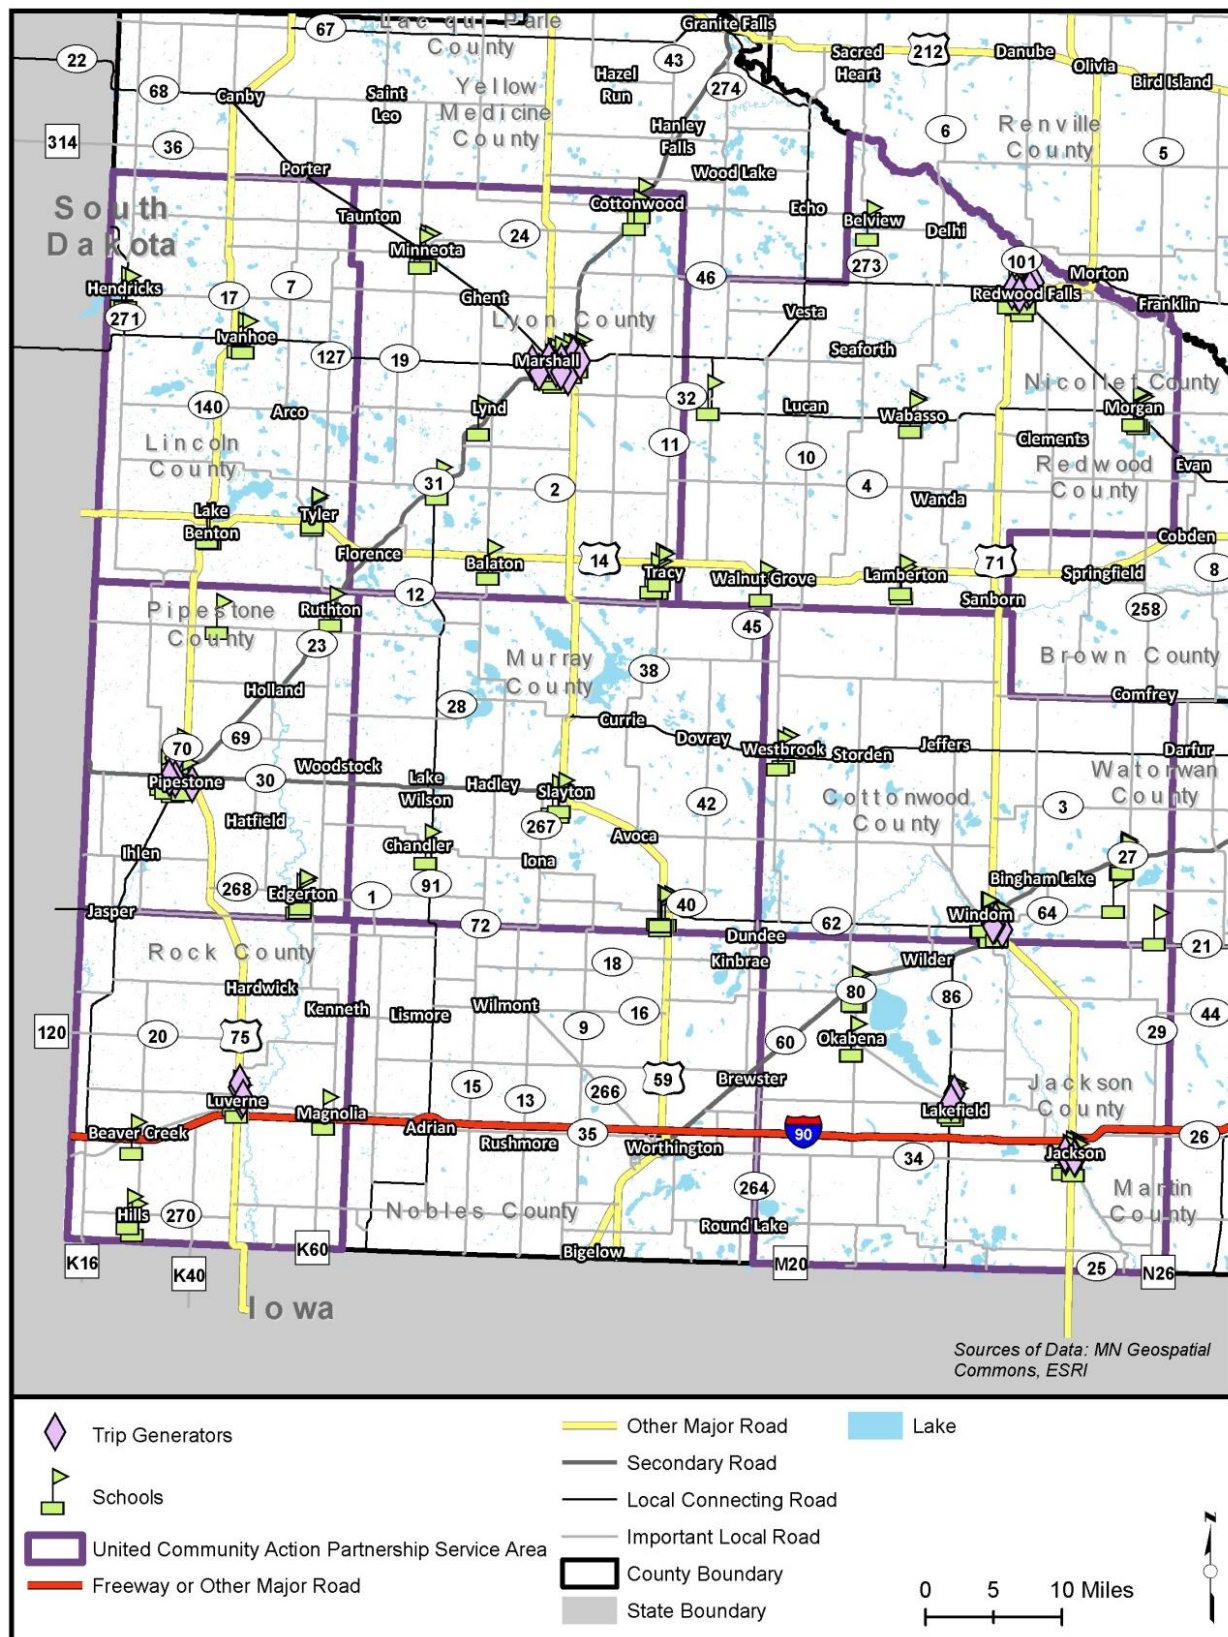 Lac qui Parle
County
67
22
Granite Falls
43
Sacred
Heart
212
Danube
Olivia
Bird Island
68
Canby
Saint
Leo
Yellow
Medicine
County
Hazel
Run
274
314
36
Hanley
Falls
6
Renville
County
5
Porter
Wood Lake
South
Dakota
Taunton
Cottonwood
Echo
Belview
Delhi
Minneota
24
273
101
Morton
Hendricks
17
7
Ghent
46
Redwood Falls
Franklin
271
Ivanhoe
Lyon County
Vesta
127
19
Marshall
Seaforth
Nicollet County
140
Arco
Lynd
32
Lucan
Wabasso
Morgan
Lincoln
County
11
Clements
10
Redwood
County
Evan
31
2
4
Wanda
Lake
Benton
Tyler
Florence
Balaton
14
Tracy
Walnut Grove
Lamberton
71
Springfield
Cobden
8
Pipestone
County
Ruthton
12
45
Sanborn
258
23
Murray
County
38
Brown County
Holland
28
Currie
Comfrey
70
69
Dovray
Westbrook
Storden
Jeffers
Darfur
Pipestone
30
Woodstock
Lake
Wilson
Hadley
Slayton
Watonwan
County
Cottonwood
County
42
3
Hatfield
267
Avoca
Ihlen
Chandler
Iona
27
268
Edgerton
1
91
40
Bingham Lake
Jasper
72
62
Windom
64
Dundee
21
Rock County
18
Kinbrae
Wilder
Hardwick
Kenneth
Lismore
Wilmont
16
80
86
44
120
20
75
9
60
Okabena
29
15
13
266
59
Brewster
Jackson
County
Luverne
Magnolia
Adrian
Lakefield
Beaver Creek
Rushmore
35
Worthington
90
34
Jackson
26
Hills
270
Nobles County
264
Martin
County
K16
K40
K60
Bigelow
Round Lake
M20
25
N26
Iowa
Sources of Data: MN Geospatial
Commons, ESRI
Trip Generators
Schools
United Community Action Partnership Service Area
Freeway or Other Major Road
Other Major Road
Secondary Road
Local Connecting Road
Important Local Road
County Boundary
State Boundary
Lake
0 5 10 Miles
N